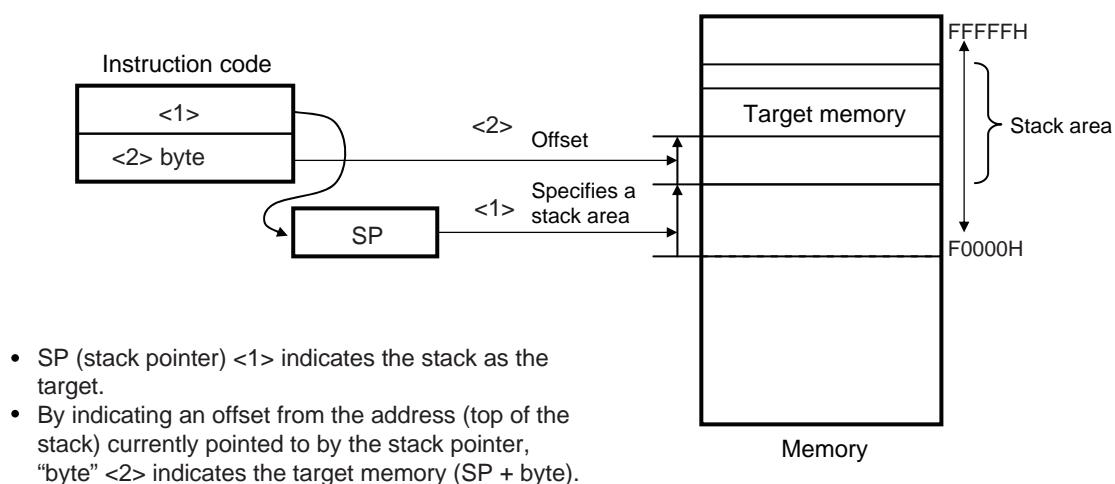 FFFFFH
Instruction code
<1>
<2> byte
<2>
Offset
Target memory
Stack area
Specifies a
stack area
<1>
SP
F0000H
• SP (stack pointer) <1> indicates the stack as the
target.
• By indicating an offset from the address (top of the
stack) currently pointed to by the stack pointer,
“byte” <2> indicates the target memory (SP + byte).
Memory